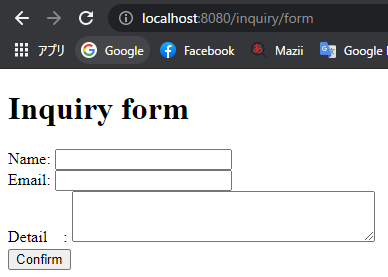 localhost:8080/inquiry/form
アプリ Google Facebook Mazii Google
Inquiry form
Name:
Email:
Detail :
Confirm